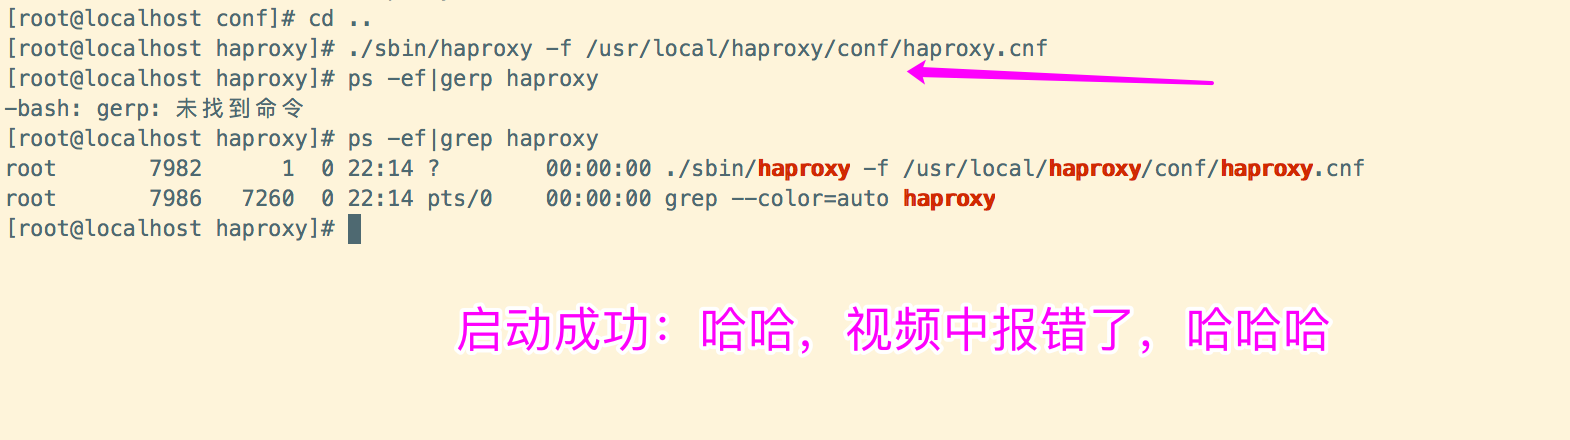 [root@localhost conf]# cd ..
[root@localhost haproxy]# ./sbin/haproxy -f /usr/local/haproxy/conf/haproxy.cnf
[root@localhost haproxy]# ps -ef|gerp haproxy
-bash: gerp: 未找到命令
[root@localhost haproxy]# ps -ef|grep haproxy
root       7982      1  0 22:14 ?        00:00:00 ./sbin/haproxy -f /usr/local/haproxy/conf/haproxy.cnf
root       7986   7260  0 22:14 pts/0    00:00:00 grep --color=auto haproxy
[root@localhost haproxy]#
启动成功：哈哈，视频中报错了，哈哈哈